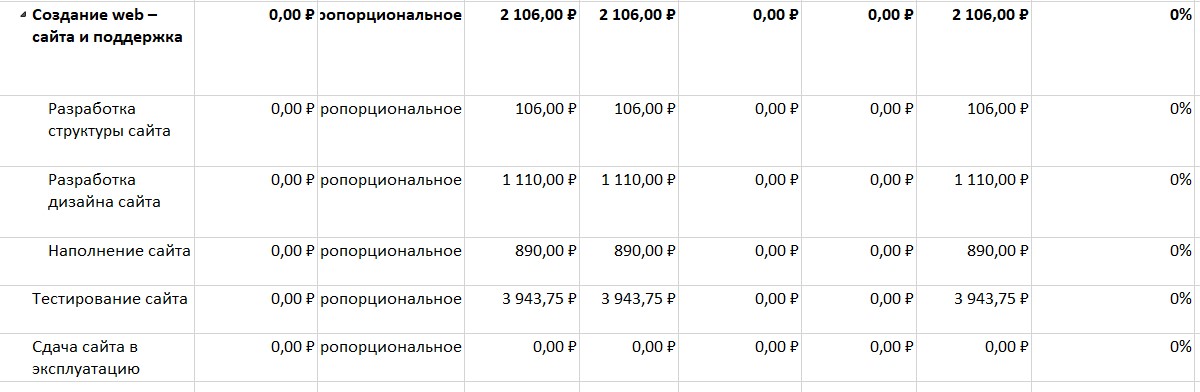 Создание web – 0,00 ₽ ропорциональное 2 106,00 ₽ 2 106,00 ₽ 0,00 ₽ 0,00 ₽ 2 106,00 ₽ 0%
сайта и поддержка
Разработка 0,00 ₽ ропорциональное 106,00 ₽ 106,00 ₽ 0,00 ₽ 0,00 ₽ 106,00 ₽ 0%
структуры сайта
Разработка 0,00 ₽ ропорциональное 1 110,00 ₽ 1 110,00 ₽ 0,00 ₽ 0,00 ₽ 1 110,00 ₽ 0%
дизайна сайта
Наполнение сайта 0,00 ₽ ропорциональное 890,00 ₽ 890,00 ₽ 0,00 ₽ 0,00 ₽ 890,00 ₽ 0%
Тестирование сайта 0,00 ₽ ропорциональное 3 943,75 ₽ 3 943,75 ₽ 0,00 ₽ 0,00 ₽ 3 943,75 ₽ 0%
Сдача сайта в 0,00 ₽ ропорциональное 0,00 ₽ 0,00 ₽ 0,00 ₽ 0,00 ₽ 0,00 ₽ 0%
эксплуатацию